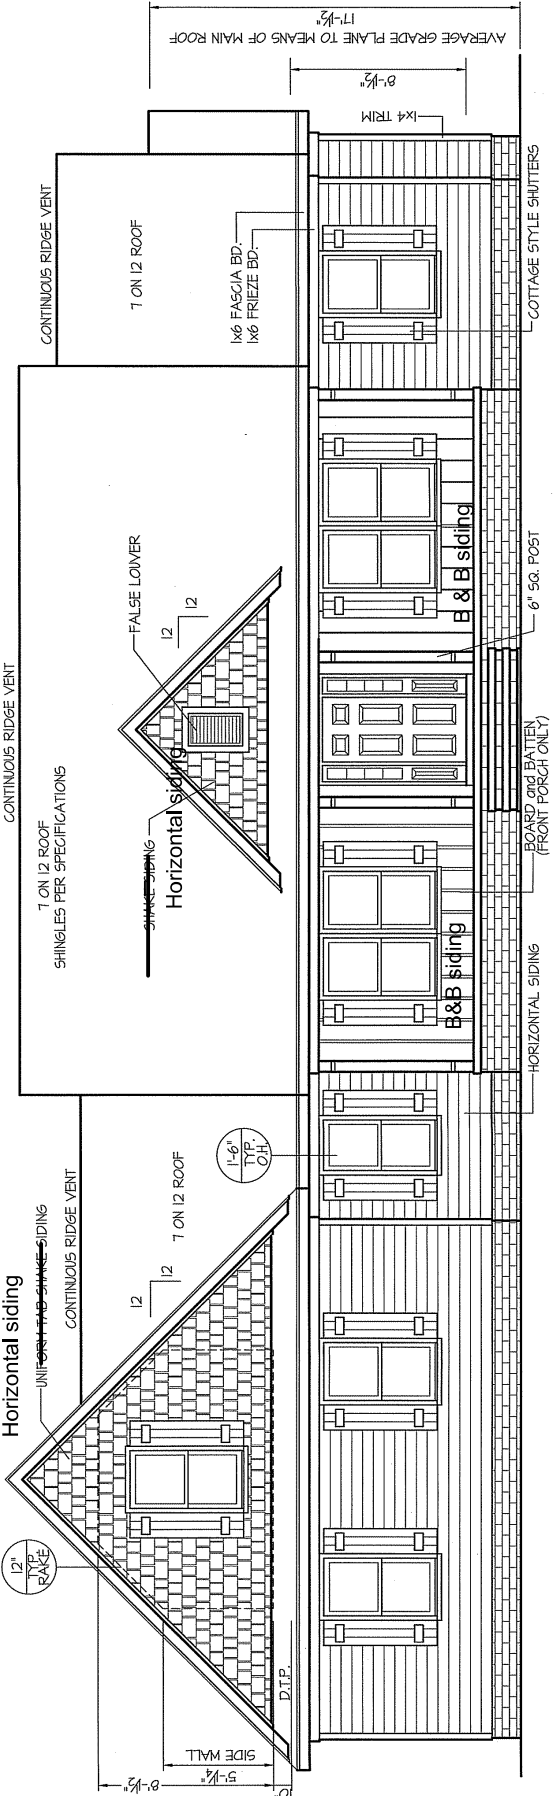 Horizontal siding
UNIFORM TAB SHAKE SIDING
CONTINUOUS RIDGE VENT
12"
TYP.
RAKE
12
12
7 ON 12 ROOF
1'-6"
TYP.
O.H.
8'-1½"
5'-1¼"
SIDE WALL
D.T.P.
CONTINUOUS RIDGE VENT
7 ON 12 ROOF
SHINGLES PER SPECIFICATIONS
SHAKE SIDING
Horizontal siding
FALSE LOUVER
12
12
CONTINUOUS RIDGE VENT
7 ON 12 ROOF
1x6 FASCIA BD.
1x6 FRIEZE BD.
17'-1½"
AVERAGE GRADE PLANE TO MEANS OF MAIN ROOF
8'-1½"
1x4 TRIM
B&B siding
B & B siding
HORIZONTAL SIDING
BOARD and BATTEN
(FRONT PORCH ONLY)
6" SQ. POST
COTTAGE STYLE SHUTTERS